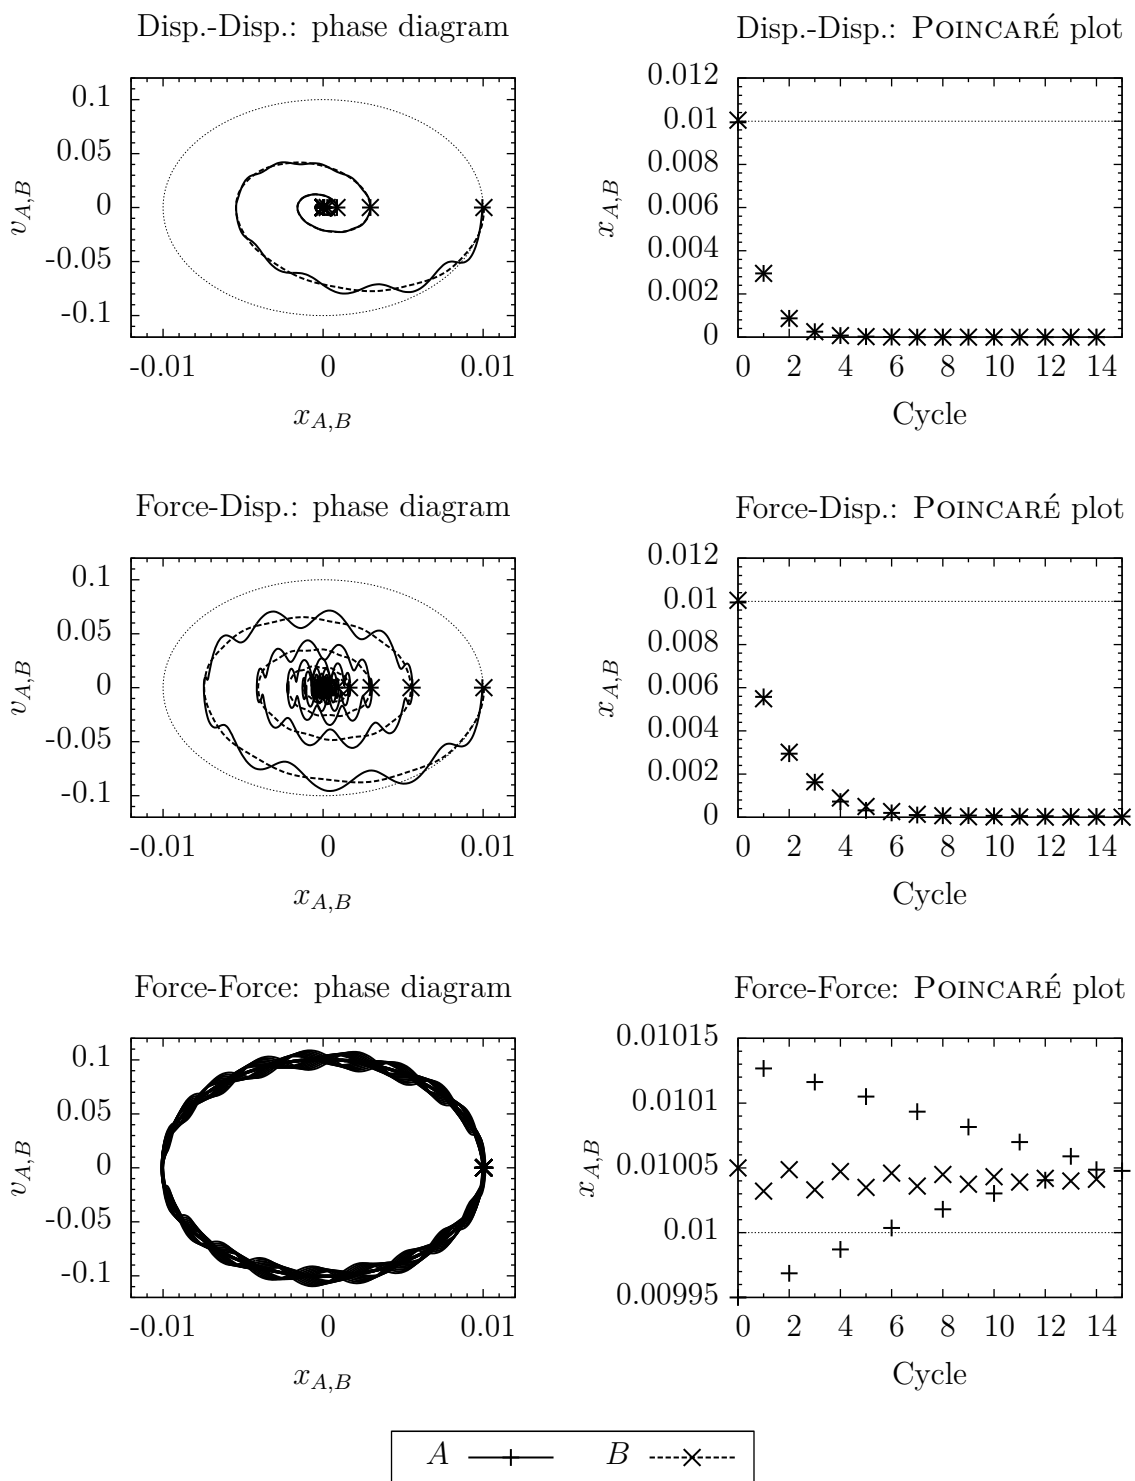 Disp.-Disp.: phase diagram
0.1
0.05
0
-0.05
-0.1
v_{A,B}
-0.01 0 0.01
x_{A,B}
Disp.-Disp.: POINCARÉ plot
0.012
0.01
0.008
0.006
0.004
0.002
0
x_{A,B}
0 2 4 6 8 10 12 14
Cycle
Force-Disp.: phase diagram
0.1
0.05
0
-0.05
-0.1
v_{A,B}
-0.01 0 0.01
x_{A,B}
Force-Disp.: POINCARÉ plot
0.012
0.01
0.008
0.006
0.004
0.002
0
x_{A,B}
0 2 4 6 8 10 12 14
Cycle
Force-Force: phase diagram
0.1
0.05
0
-0.05
-0.1
v_{A,B}
-0.01 0 0.01
x_{A,B}
Force-Force: POINCARÉ plot
0.01015
0.0101
0.01005
0.01
0.00995
x_{A,B}
0 2 4 6 8 10 12 14
Cycle
A B